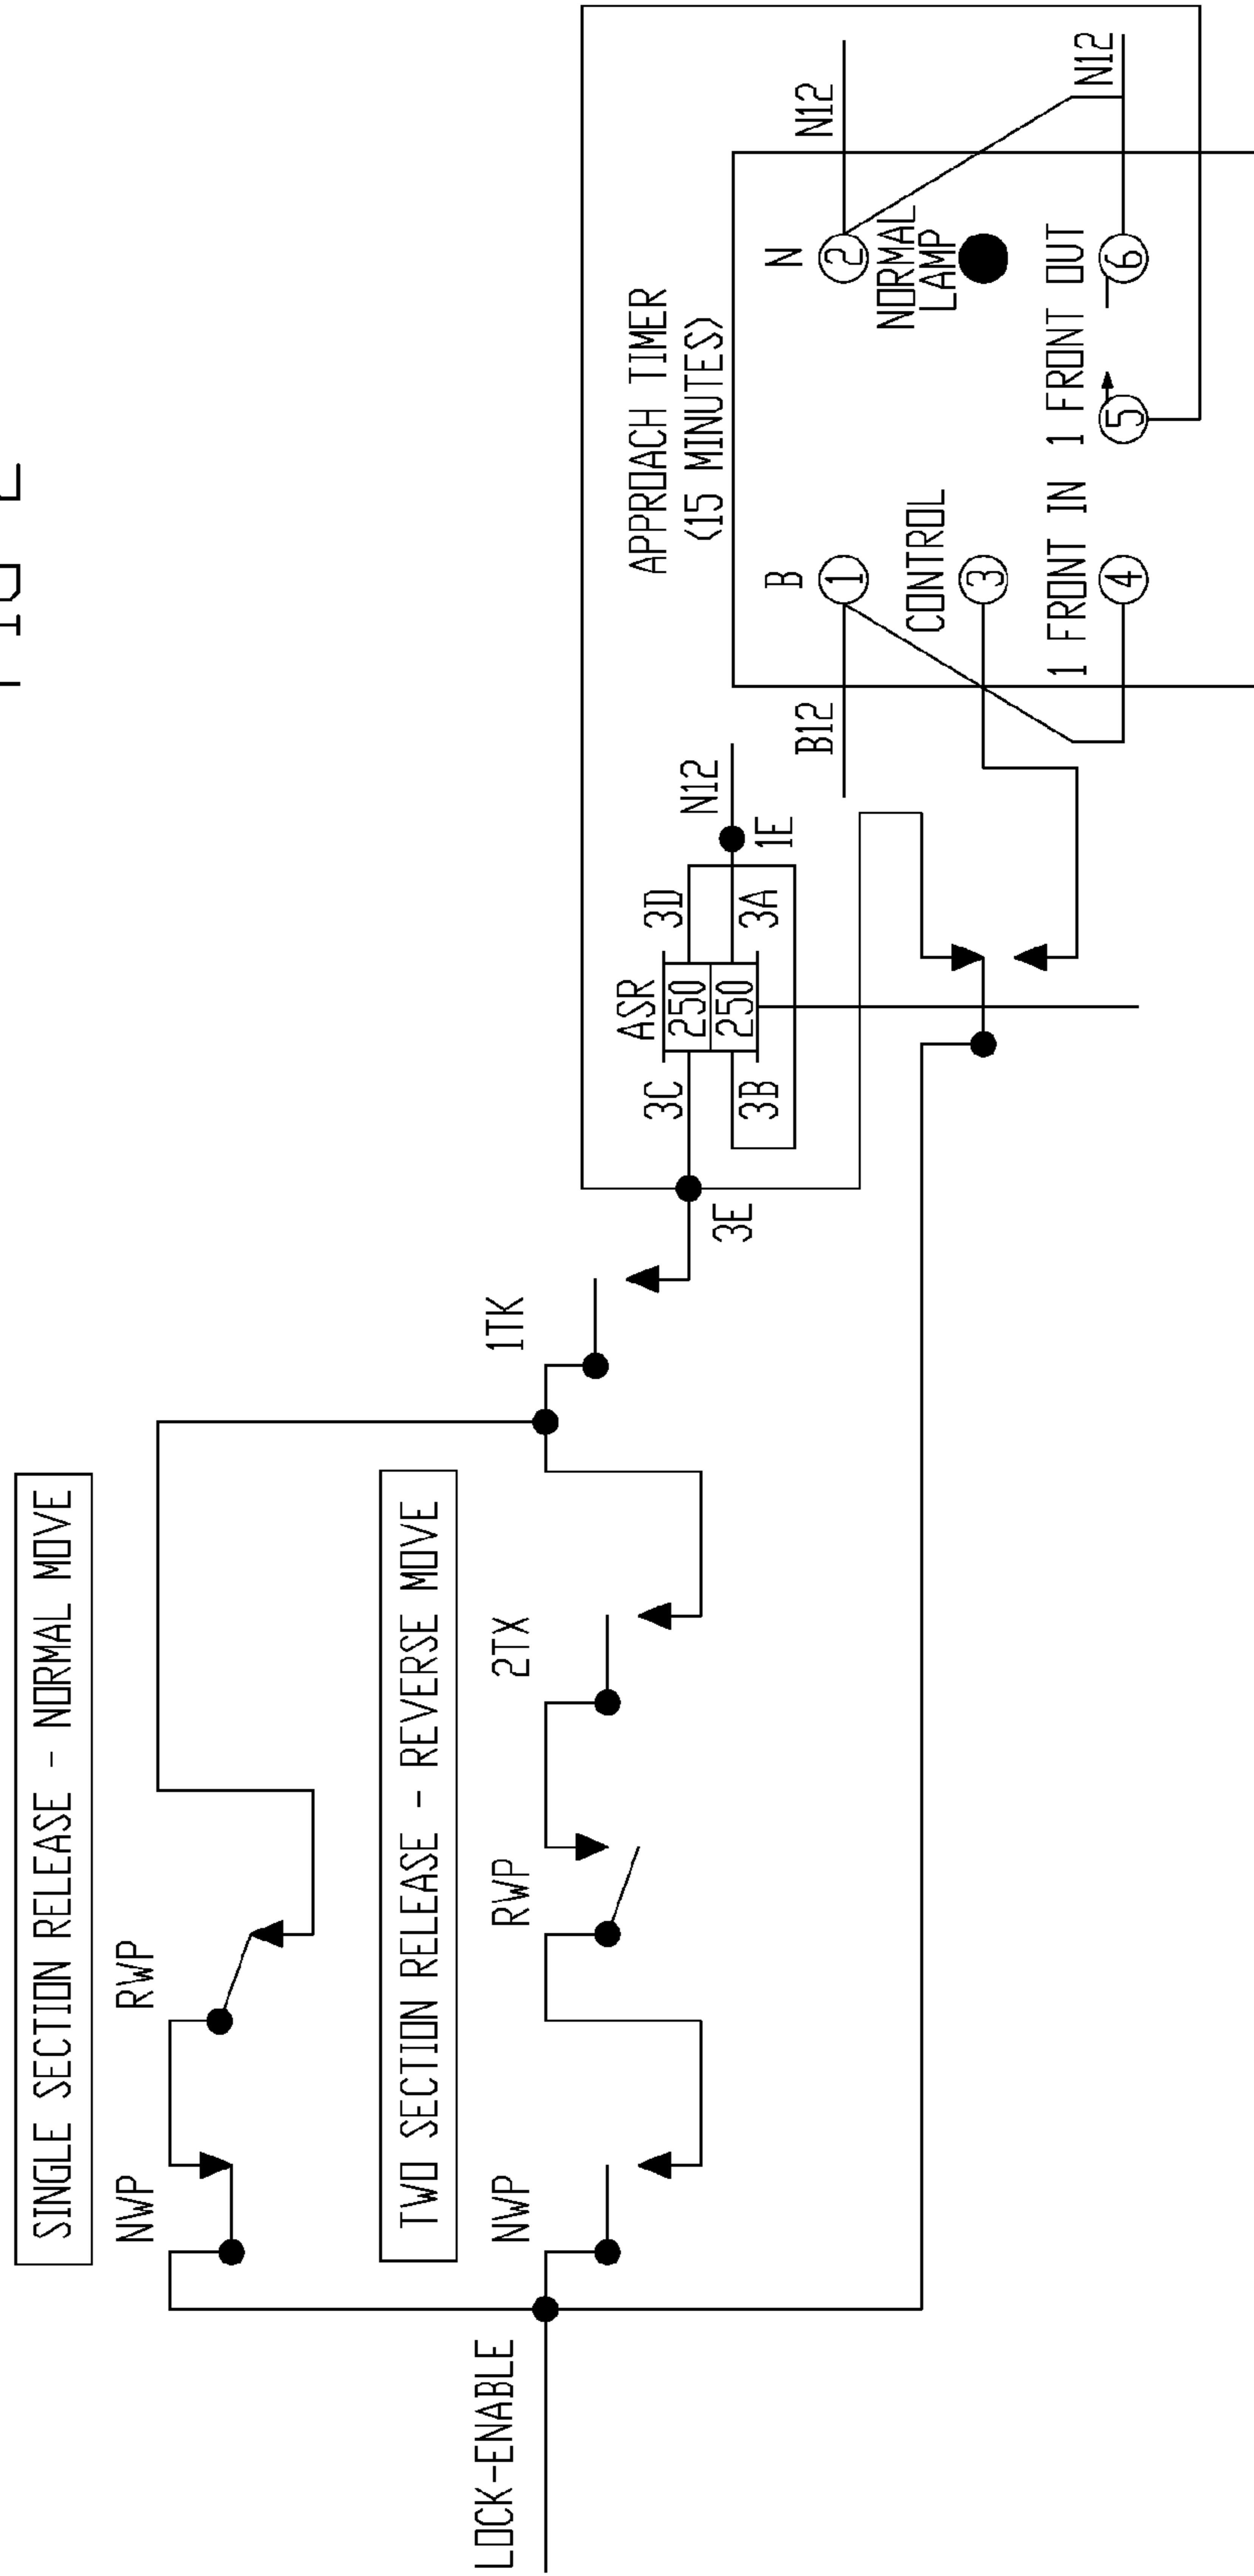 SINGLE SECTION RELEASE - NORMAL MOVE
NWP
RWP
TWO SECTION RELEASE - REVERSE MOVE
LOCK-ENABLE
NWP
RWP
2TX
1TK
3E
ASR
3C
250
3D
3B
250
3A
N12
1E
APPROACH TIMER
(15 MINUTES)
B
N
B12
1
2
N12
CONTROL
NORMAL
LAMP
3
1 FRONT IN
1 FRONT OUT
4
5
6
N12